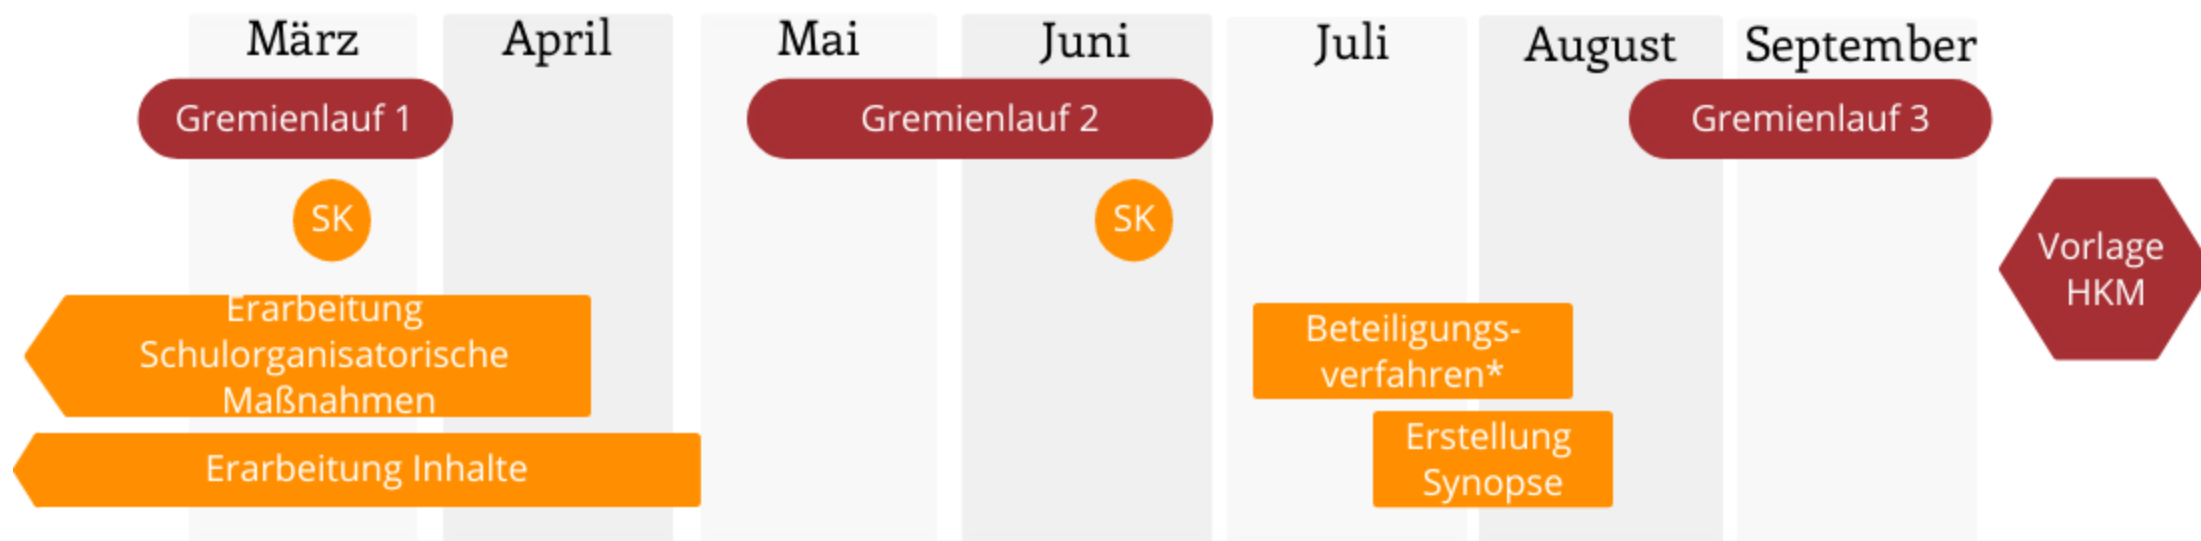 März
April
Mai
Juni
Juli
August
September
Gremienlauf 1
Gremienlauf 2
Gremienlauf 3
SK
SK
Vorlage
HKM
Erarbeitung
Schulorganisatorische
Maßnahmen
Beteiligungs-
verfahren*
Erstellung
Synopse
Erarbeitung Inhalte